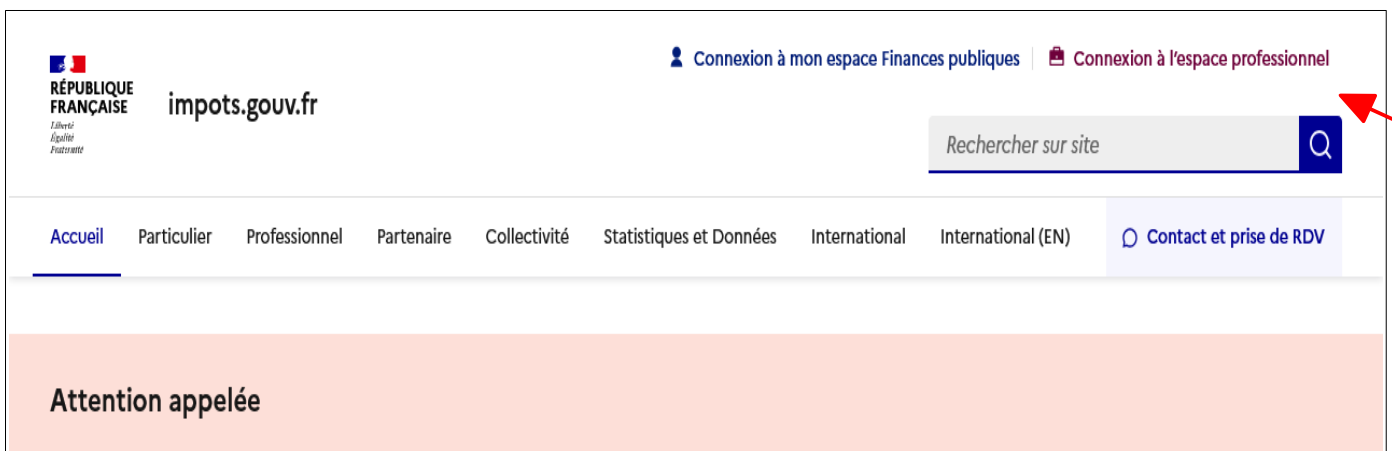 Connexion à mon espace Finances publiques
Connexion à l'espace professionnel
RÉPUBLIQUE
FRANÇAISE
Liberté
Égalité
Fraternité
impots.gouv.fr
Rechercher sur site
Accueil Particulier Professionnel Partenaire Collectivité Statistiques et Données International International (EN) Contact et prise de RDV
Attention appelée